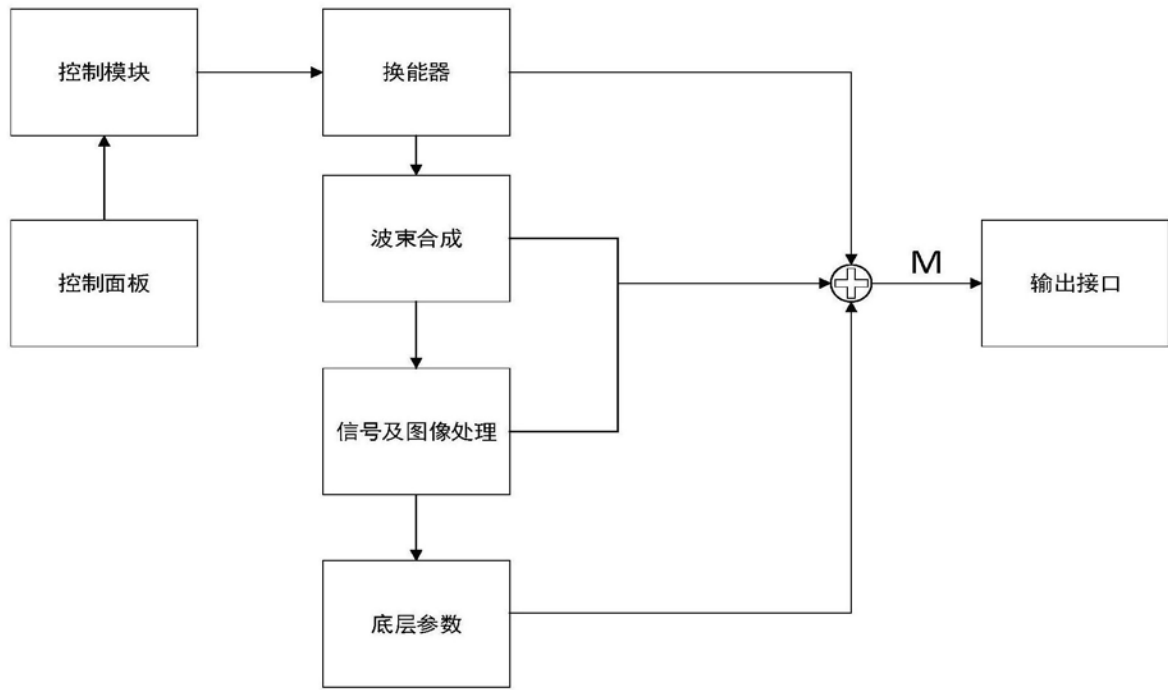 控制模块
换能器
波束合成
控制面板
M
输出接口
信号及图像处理
底层参数